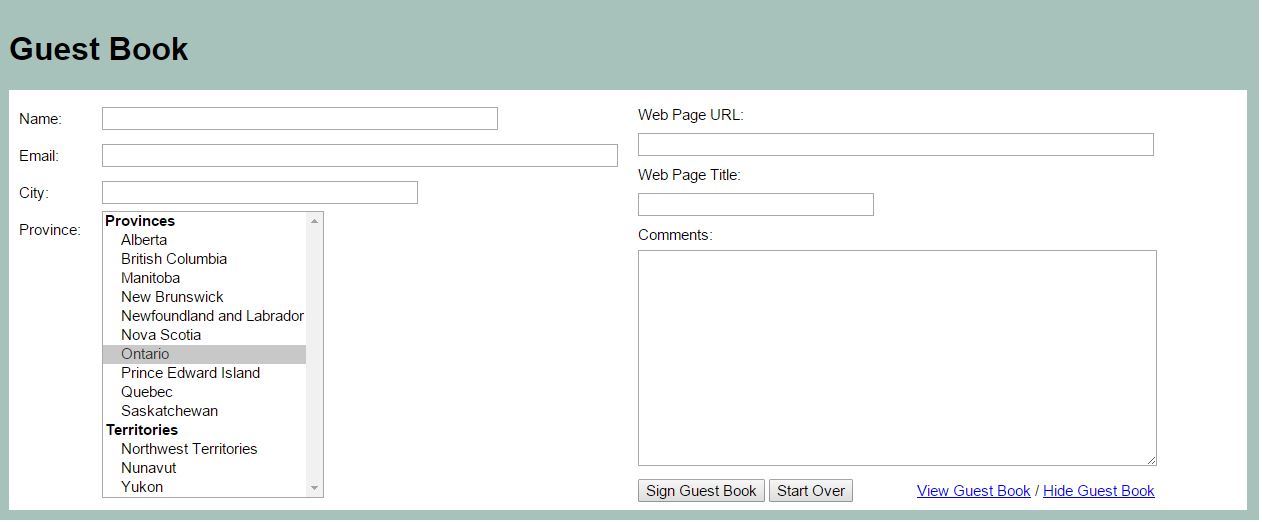 Guest Book
Name:
Email:
City:
Province:
Provinces
Alberta
British Columbia
Manitoba
New Brunswick
Newfoundland and Labrador
Nova Scotia
Ontario
Prince Edward Island
Quebec
Saskatchewan
Territories
Northwest Territories
Nunavut
Yukon
Web Page URL:
Web Page Title:
Comments:
Sign Guest Book Start Over View Guest Book / Hide Guest Book